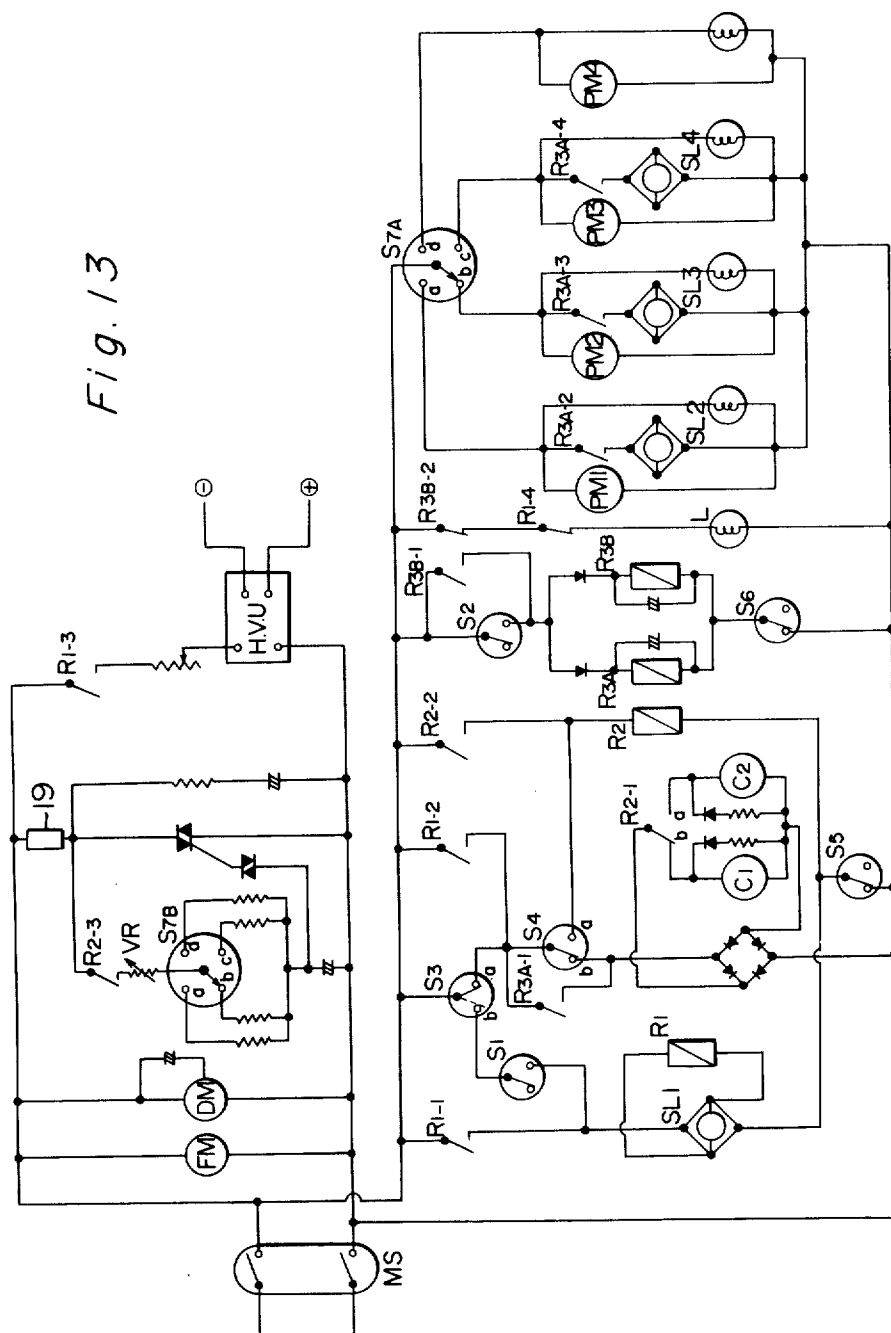 Fig. 13
⊖
⊕
H.V.U
R1-3
19
R2-3
VR
S7B
a
b
c
d
DM
FM
MS
S7A
a
b
c
d
PM4
R3A-4
PM3
SL4
R3A-3
PM2
SL3
R3A-2
PM1
SL2
R3B-2
R1-4
L
R3B-1
S2
R3B
R3A
S6
R2-2
R2
R1-2
R2-1
a
b
C2
C1
S5
S3
a
b
S4
a
b
R3A-1
S1
R1-1
R1
SL1